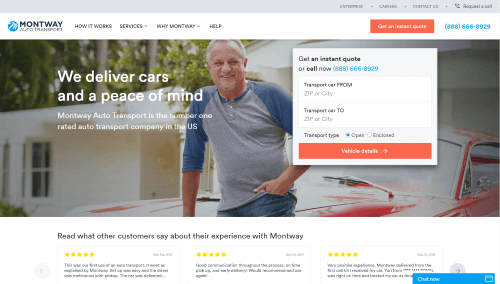 ENTERPRISE
CAREERS
CONTACT US
Request a call
MONTWAY
AUTO TRANSPORT
HOW IT WORKS
SERVICES
WHY MONTWAY
HELP
Get an instant quote
(888) 666-8929
We deliver cars
and a peace of mind
Montway Auto Transport is the number one
rated auto transport company in the US
Get an instant quote
or call now (888) 666-8929
Transport car FROM
ZIP or City
Transport car TO
ZIP or City
Transport type Open Enclosed
Vehicle details
Read what other customers say about their experience with Montway
This was our first use of an auto transport. It went as
explained by Montway. Set up was easy and the driver
was meticulous with pickup. The car was delivered...
Good communication throughout the process, on time
pick up, and early delivery! Would recommend and use
again!
Very positive experience. Montway delivered from the
first call till I received my car. Yuri from
was right on time and treated my car as though
Chat now